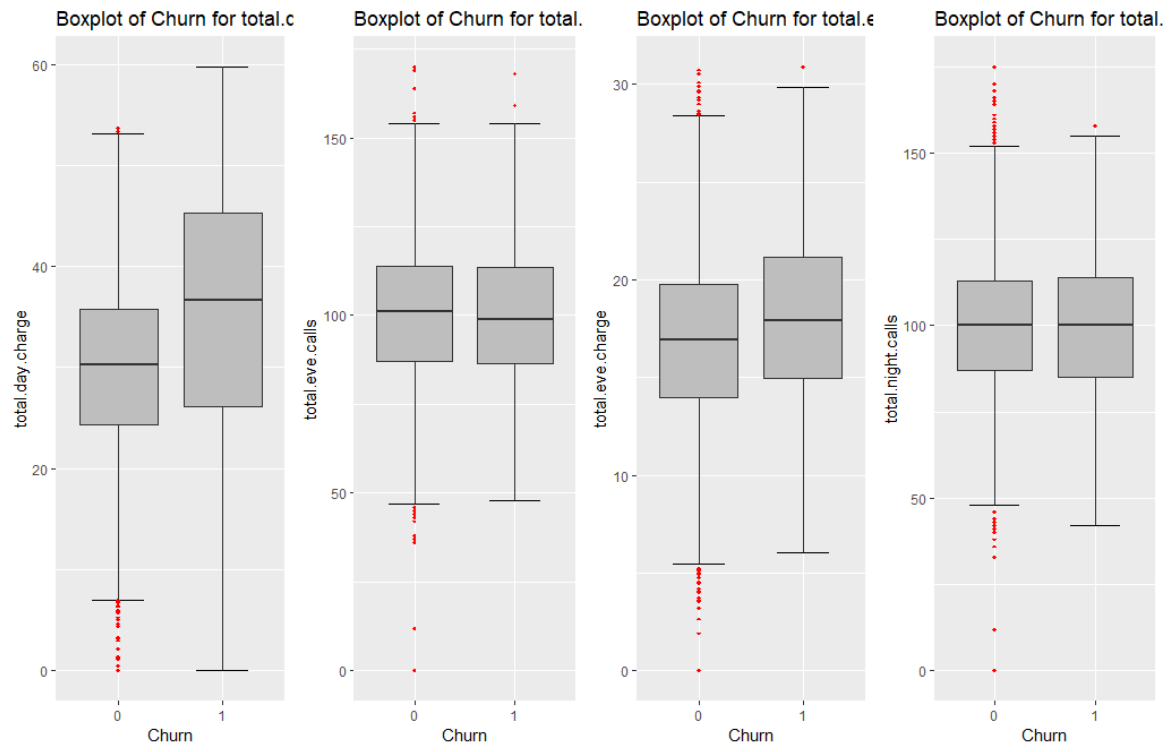 Boxplot of Churn for total.c
60
40
20
0
total.day.charge
0 1
Churn
Boxplot of Churn for total.
150
100
50
0
total.eve.calls
0 1
Churn
Boxplot of Churn for total.e
30
20
10
0
total.eve.charge
0 1
Churn
Boxplot of Churn for total.
150
100
50
0
total.night.calls
0 1
Churn